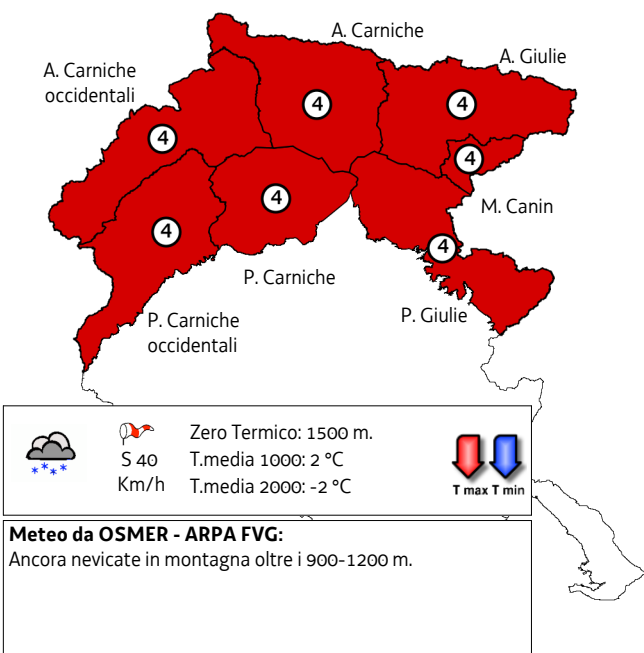 A. Carniche
A. Giulie
A. Carniche
occidentali
4
4
4
4
4
4
M. Canin
4
P. Carniche
P. Giulie
P. Carniche
occidentali
S 40
Km/h
Zero Termico: 1500 m.
T.media 1000: 2 °C
T.media 2000: -2 °C
T max T min
Meteo da OSMER - ARPA FVG:
Ancora nevicate in montagna oltre i 900-1200 m.